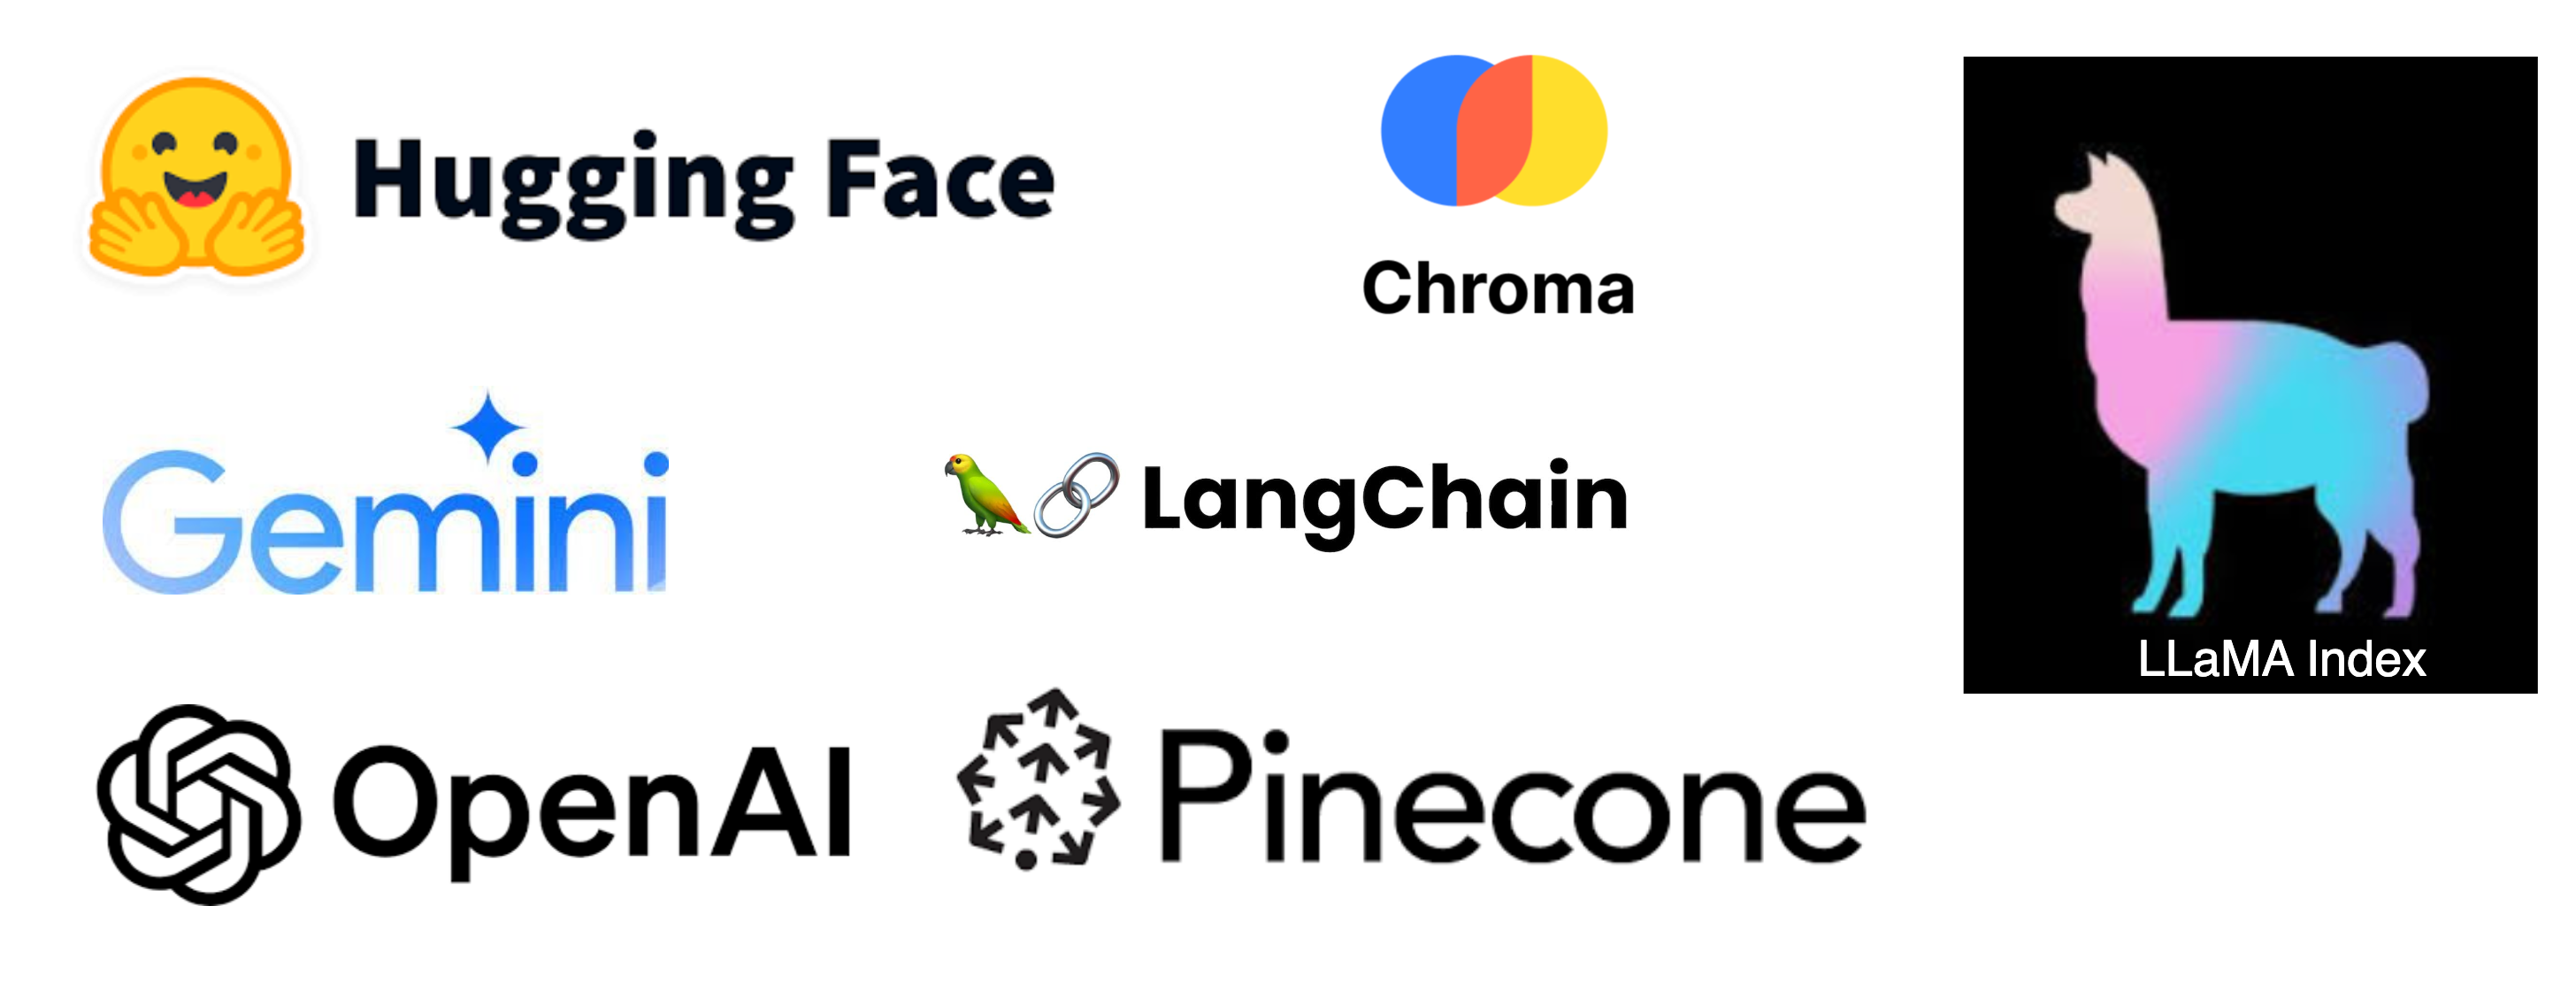 Hugging Face
Chroma
Gemini
LangChain
LLaMA Index
OpenAI
Pinecone